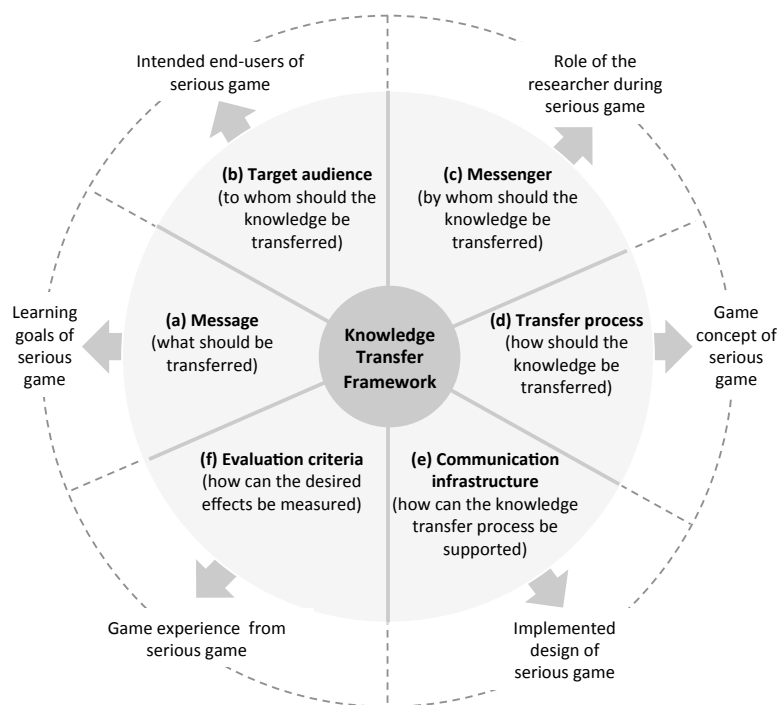 Intended end-users of
serious game
Role of the
researcher during
serious game
(b) Target audience
(to whom should the
knowledge be
transferred)
(c) Messenger
(by whom should the
knowledge be
transferred)
Learning
goals of
serious
game
(a) Message
(what should be
transferred)
Knowledge
Transfer
Framework
(d) Transfer process
(how should the
knowledge be
transferred)
Game
concept of
serious
game
(f) Evaluation criteria
(how can the desired
effects be measured)
(e) Communication
infrastructure
(how can the knowledge
transfer process be
supported)
Game experience from
serious game
Implemented
design of
serious game